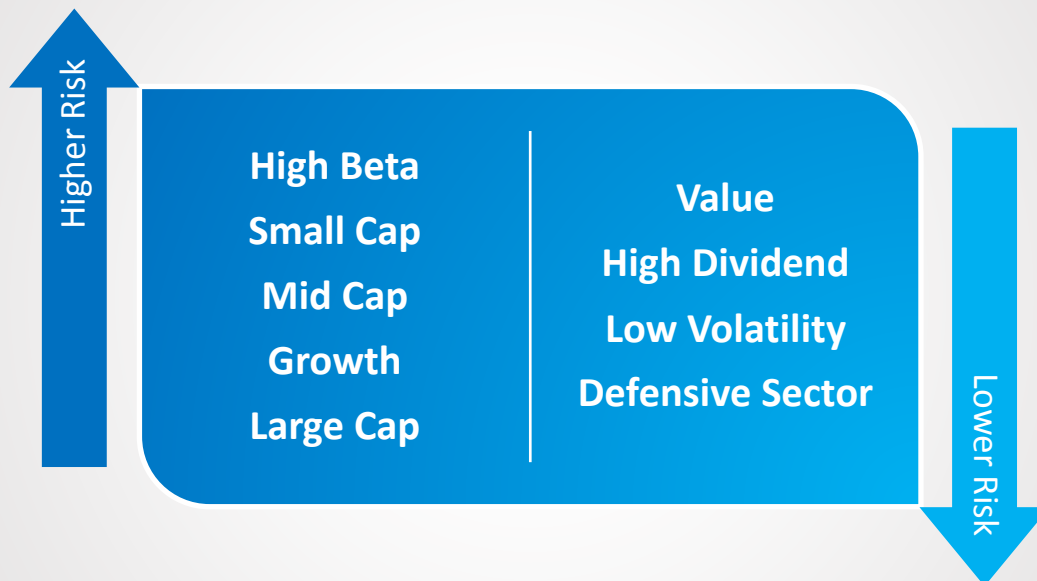 Higher Risk
High Beta
Small Cap
Mid Cap
Growth
Large Cap
Value
High Dividend
Low Volatility
Defensive Sector
Lower Risk